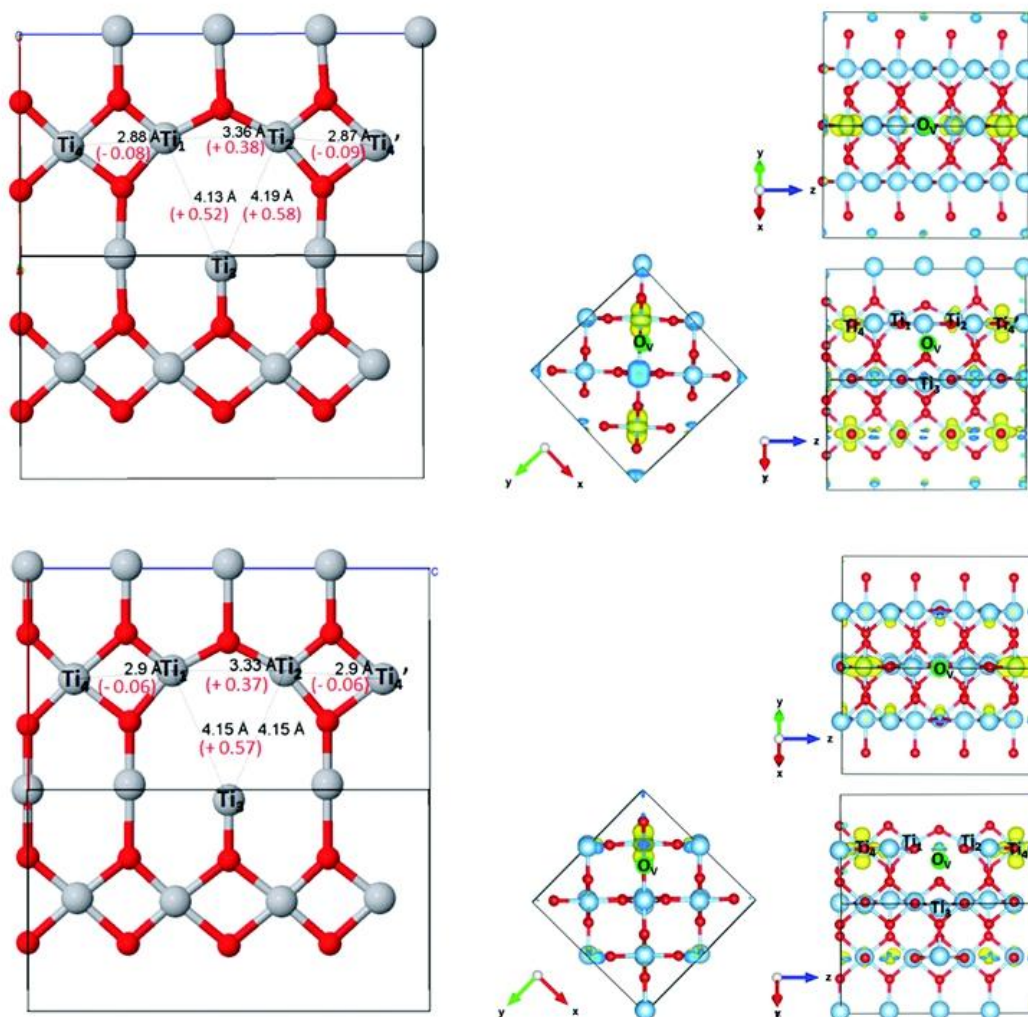 2.88 Å 3.36 Å 2.87 Å
Ti₄ Ti₁ Ti₂ Ti₄'
(- 0.08) (+ 0.38) (- 0.09)
4.13 Å 4.19 Å
(+ 0.52) (+ 0.58)
Ti₃
Oᵥ
y
z
x
Oᵥ
y x
Ti₄ Ti₁ Ti₂ Ti₄'
Oᵥ
Ti₃
z
c
2.9 Å 3.33 Å 2.9 Å
Ti₄ Ti₁ Ti₂ Ti₄'
(- 0.06) (+ 0.37) (- 0.06)
4.15 Å 4.15 Å
(+ 0.57)
Ti₃
Oᵥ
y
z
x
Oᵥ
y x
Ti₄ Ti₁ Ti₂ Ti₄
Oᵥ
Ti₃
z